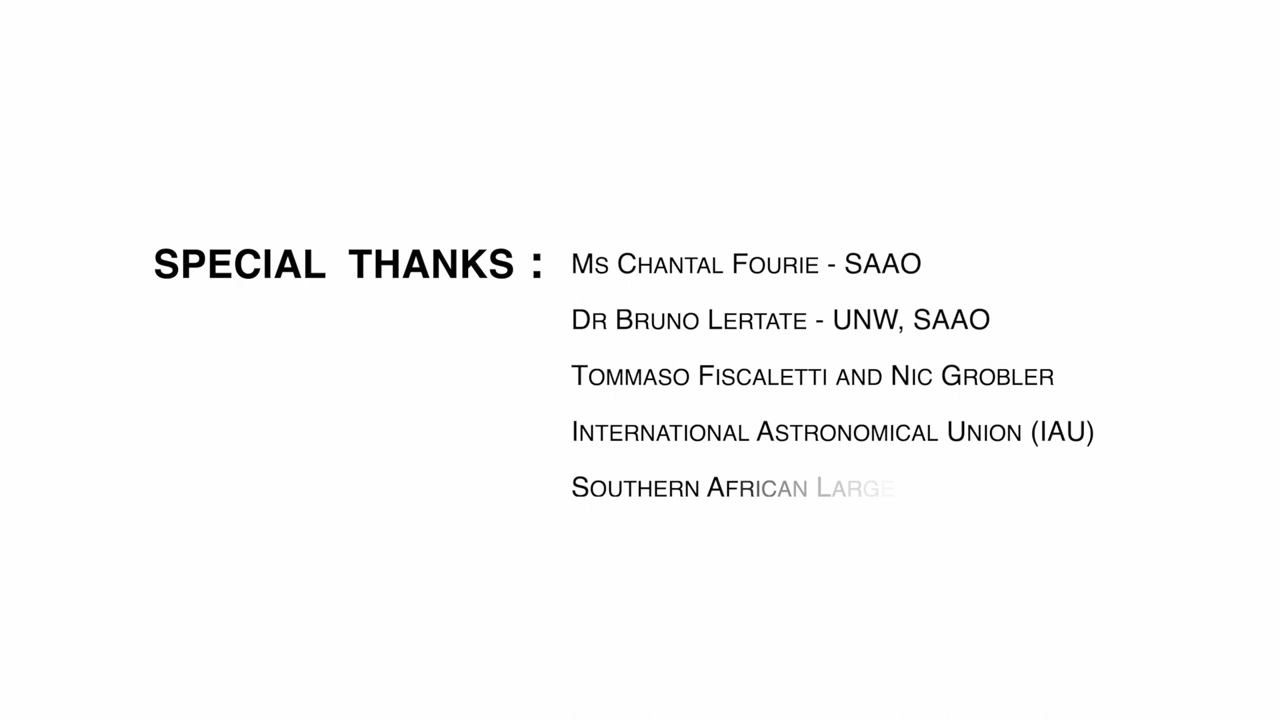 SPECIAL THANKS : Ms Chantal Fourie - SAAO
Dr Bruno Lertate - UNW, SAAO
Tommaso Fiscaletti and Nic Grobler
International Astronomical Union (IAU)
Southern African Large